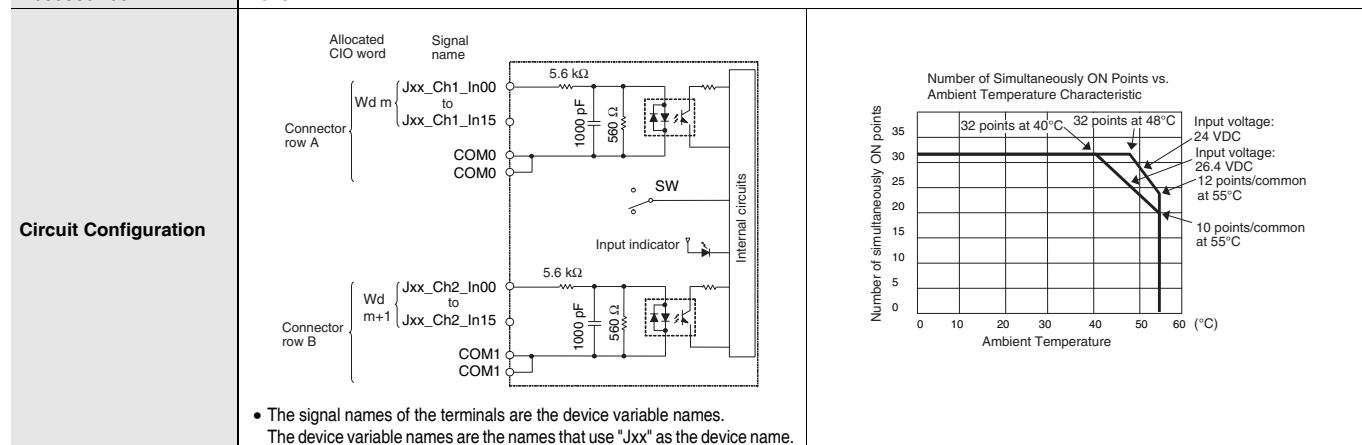 Circuit Configuration
Allocated
CIO word
Signal
name
Connector
row A
Wd m
Jxx_Ch1_In00
to
Jxx_Ch1_In15
COM0
COM0
5.6 kΩ
1000 pF
560 Ω
SW
Input indicator
Internal circuits
Connector
row B
Wd
m+1
Jxx_Ch2_In00
to
Jxx_Ch2_In15
COM1
COM1
5.6 kΩ
1000 pF
560 Ω
• The signal names of the terminals are the device variable names.
The device variable names are the names that use "Jxx" as the device name.
Number of Simultaneously ON Points vs.
Ambient Temperature Characteristic
Number of simultaneously ON points
35
30
25
20
15
10
5
0
32 points at 40°C
32 points at 48°C
Input voltage:
24 VDC
Input voltage:
26.4 VDC
12 points/common
at 55°C
10 points/common
at 55°C
0 10 20 30 40 50 60 (°C)
Ambient Temperature